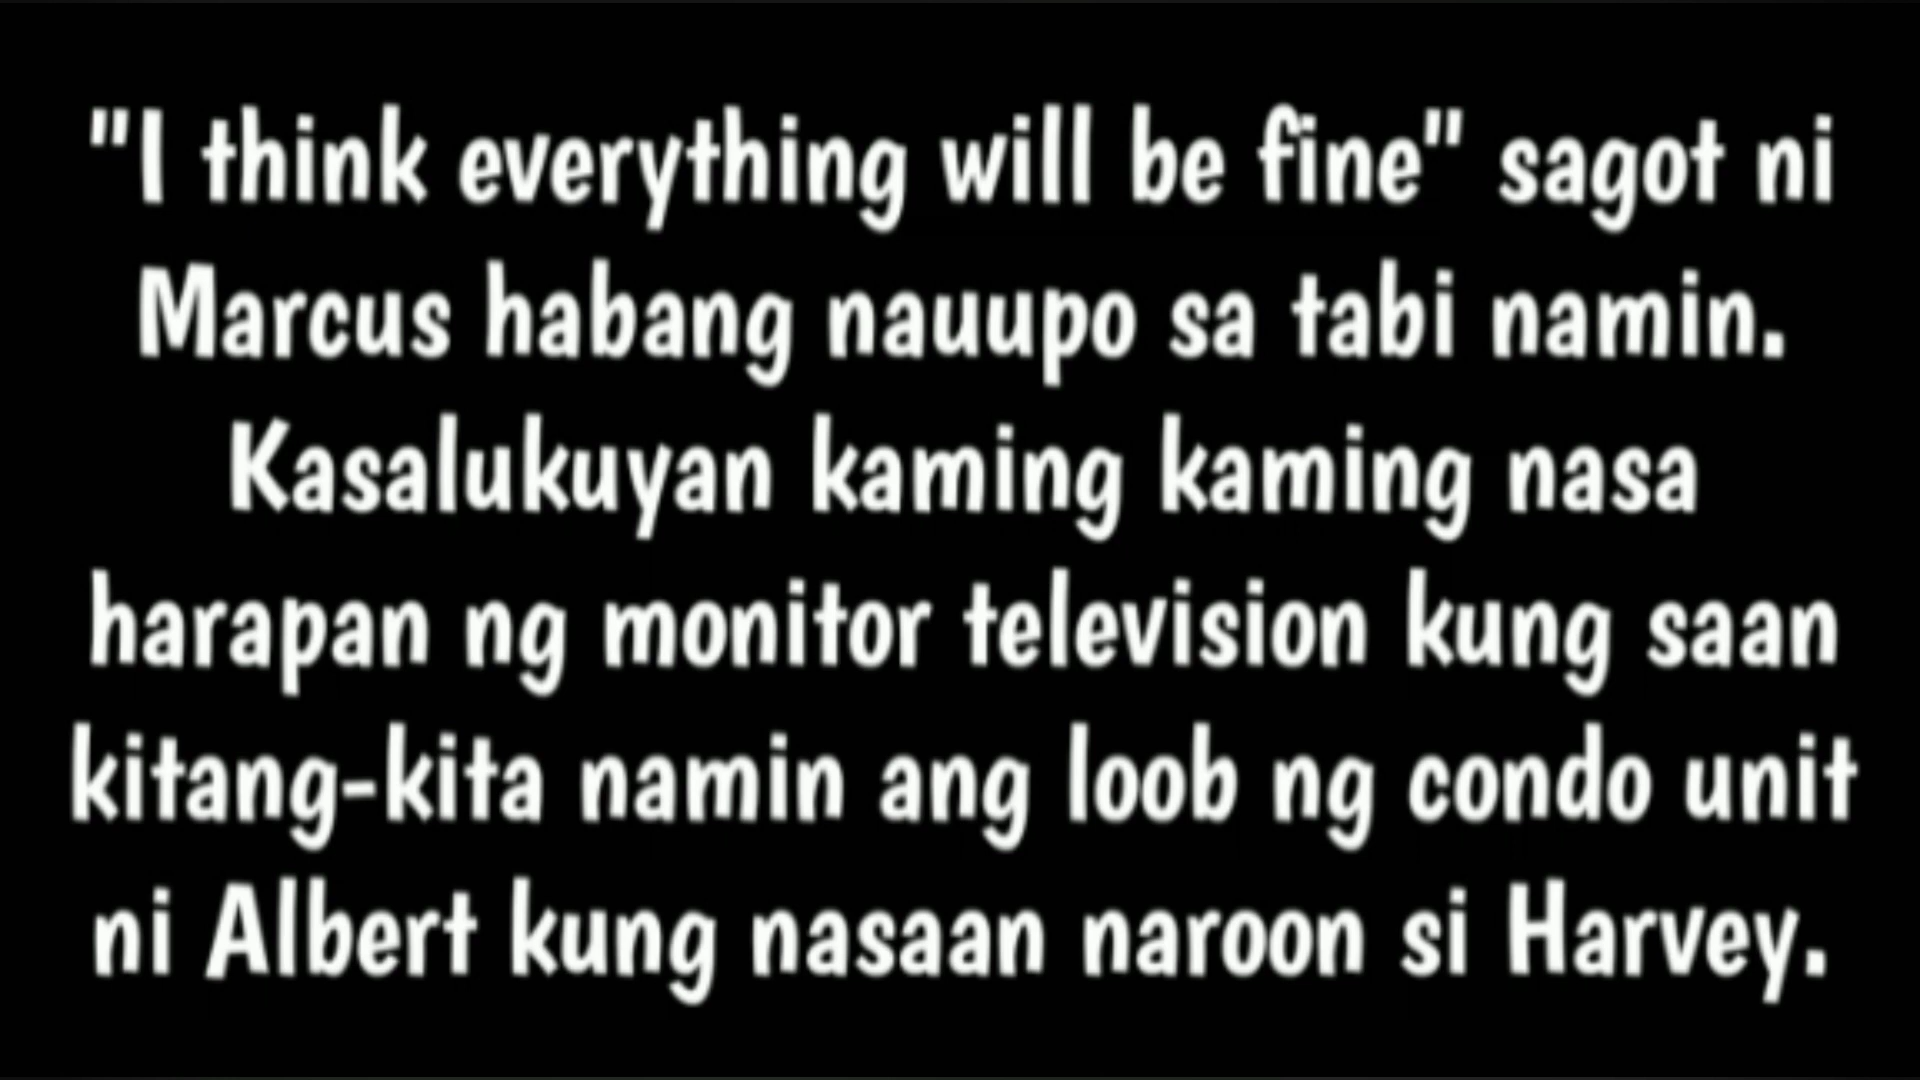 "I think everything will be fine" sagot ni
Marcus habang nauupo sa tabi namin.
Kasalukuyan kaming kaming nasa
harapan ng monitor television kung saan
kitang-kita namin ang loob ng condo unit
ni Albert kung nasaan naroon si Harvey.